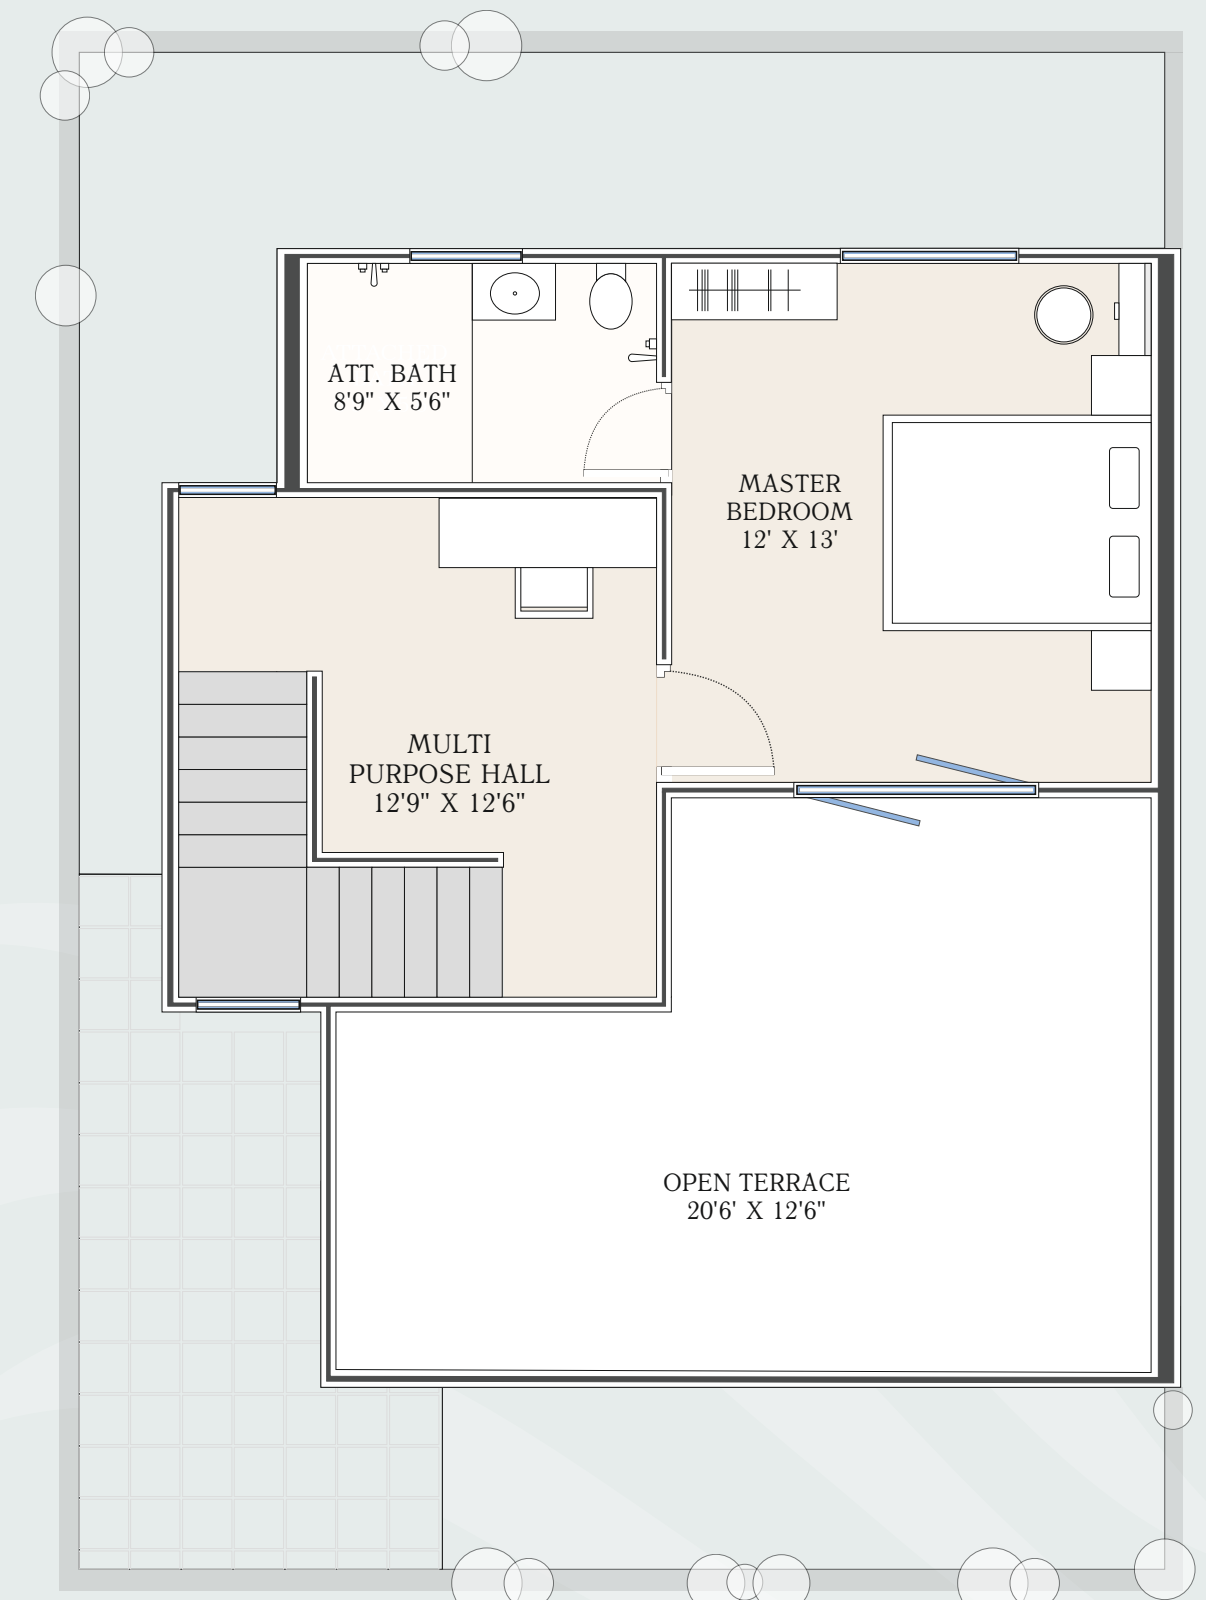 ATT. BATH
8'9" X 5'6"
MASTER
BEDROOM
12' X 13'
MULTI
PURPOSE HALL
12'9" X 12'6"
OPEN TERRACE
20'6' X 12'6"